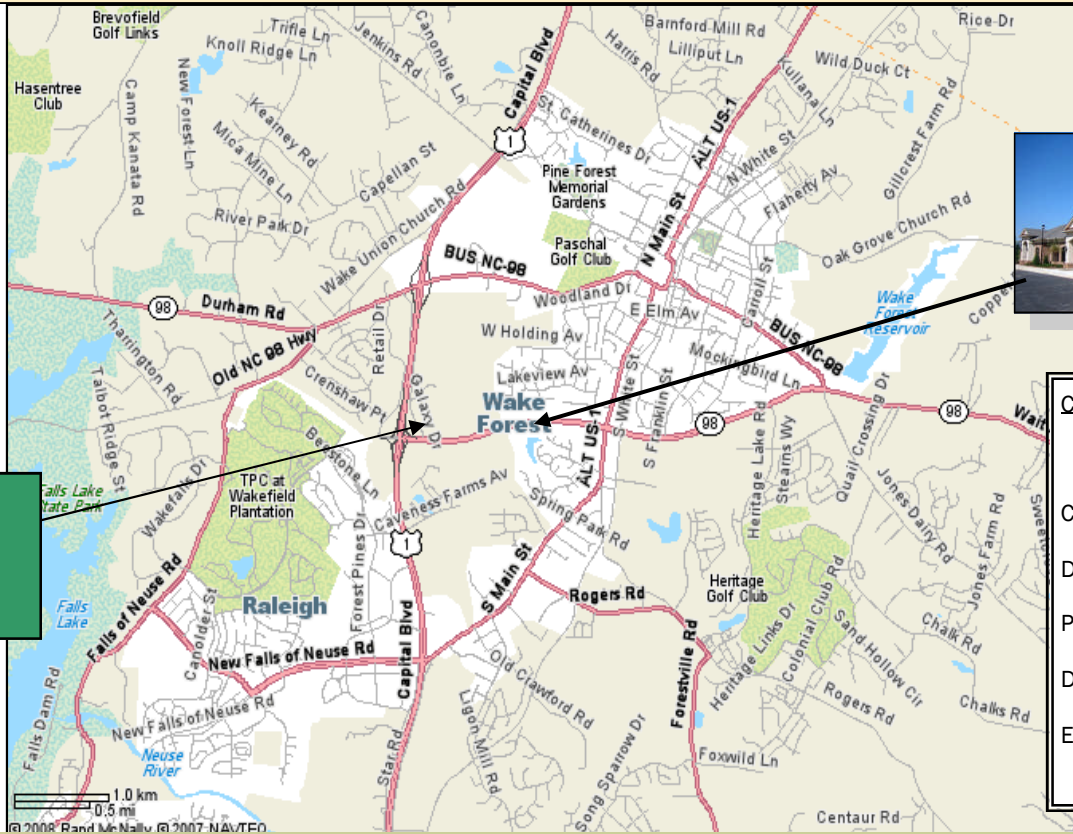 Brevofield
Golf Links
Trifle Ln
Knoll Ridge Ln
Jenkins Rd
Canonbie Ln
Capital Blvd
Barnford Mill Rd
Harris Rd
Lilliput Ln
Rice Dr
Wild Duck Ct
Kullana Ln
Hasentree
Club
Camp Kanata Rd
New Forest Ln
Kearney Rd
Mica Mine Ln
Capellan St
River Park Dr
Wake Union Church Rd
1
St. Catherines Dr
ALT US-1
N White St
Flaherty Av
Gillcrest Farm Rd
Pine Forest
Memorial
Gardens
Paschal
Golf Club
N Main St
Oak Grove Church Rd
BUS NC-98
Woodland Dr
E Elm Av
Carroll St
98
Durham Rd
Old NC 98 Hwy
Tharrington Rd
Talbot Ridge St
Retail Dr
Galaxy Dr
Crenshaw Pt
W Holding Av
Lakeview Av
Wake
Forest
Mockingbird Ln
BUS NC-98
Wake
Forest
Reservoir
Copper
98
98
Wait
ALT US-1
S White St
S Franklin St
Heritage Lake Rd
Stearns Wy
Quail Crossing Dr
Jones Dairy Rd
Jones Farm Rd
Sweet
TPC at
Wakefield
Plantation
Beestone Ln
Wakefalls Dr
Falls Lake
State Park
Caveness Farms Av
Spring Park Rd
1
Forest Pines Dr
S Main St
Rogers Rd
Heritage
Golf Club
Falls of Neuse Rd
Falls
Lake
Raleigh
Canolder St
New Falls of Neuse Rd
Capital Blvd
Old Crawford Rd
Ligon Mill Rd
Forestville Rd
Heritage Links Dr
Colonial Club Rd
Sand Hollow Cir
Chalk Rd
Chalks Rd
Rogers Rd
New Falls of Neuse Rd
Falls Dam Rd
Neuse
River
Star Rd
Song Sparrow Dr
Foxwild Ln
Centaur Rd
1.0 km
0.5 mi
© 2008 Rand McNally © 2007 NAVTEQ
C
C
D
P
D
E